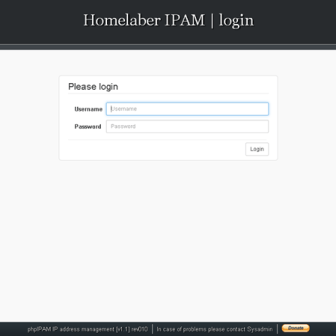 Homelaber IPAM | login
Please login
Username Username
Password Password
Login
phpIPAM IP address management [v1.1] rev010 | In case of problems please contact Sysadmin | Donate